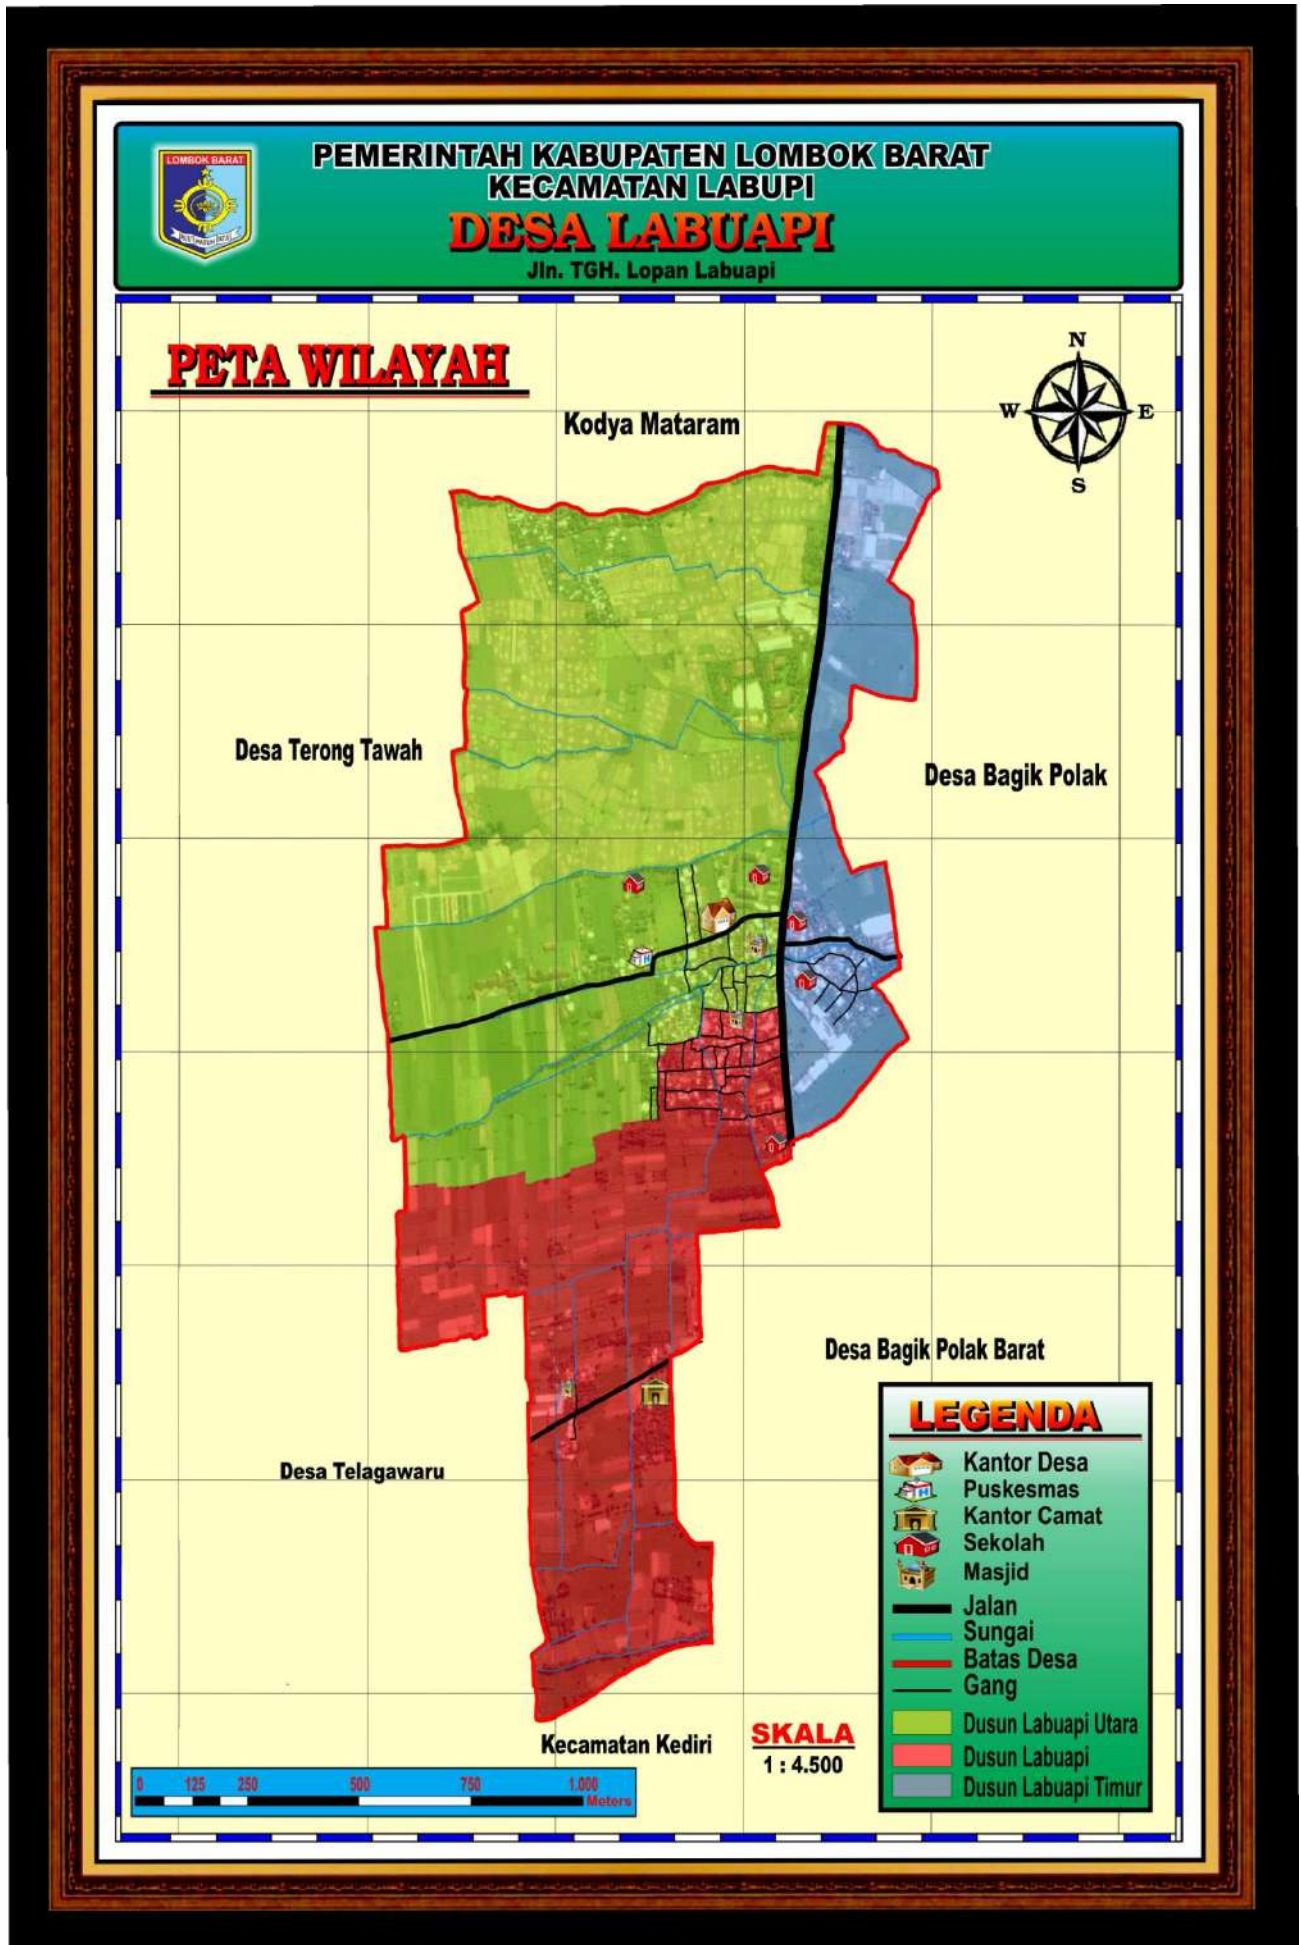 LOMBOK BARAT
PEMERINTAH KABUPATEN LOMBOK BARAT
KECAMATAN LABUPI
DESA LABUAPI
Jln. TGH. Lopan Labuapi
PETA WILAYAH
N
W E
S
Kodya Mataram
Desa Terong Tawah
Desa Bagik Polak
Desa Bagik Polak Barat
Desa Telagawaru
Kecamatan Kediri
LEGENDA
Kantor Desa
Puskesmas
Kantor Camat
Sekolah
Masjid
Jalan
Sungai
Batas Desa
Gang
Dusun Labuapi Utara
Dusun Labuapi
Dusun Labuapi Timur
SKALA
1 : 4.500
0 125 250 500 750 1.000
Meters